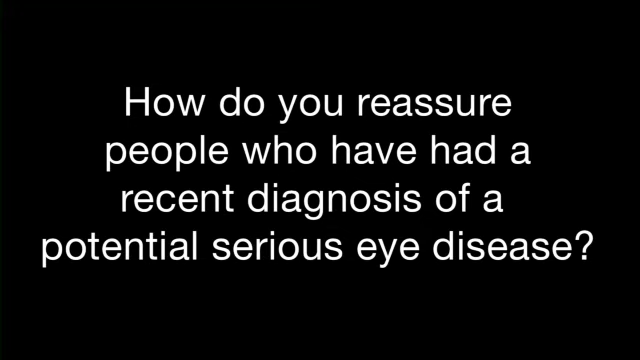 How do you reassure
people who have had a
recent diagnosis of a
potential serious eye disease?